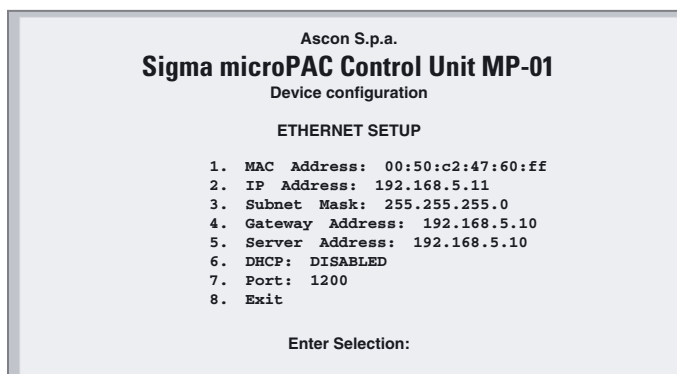 Ascon S.p.a.
Sigma microPAC Control Unit MP-01
Device configuration
ETHERNET SETUP
1. MAC Address: 00:50:c2:47:60:ff
2. IP Address: 192.168.5.11
3. Subnet Mask: 255.255.255.0
4. Gateway Address: 192.168.5.10
5. Server Address: 192.168.5.10
6. DHCP: DISABLED
7. Port: 1200
8. Exit
Enter Selection: